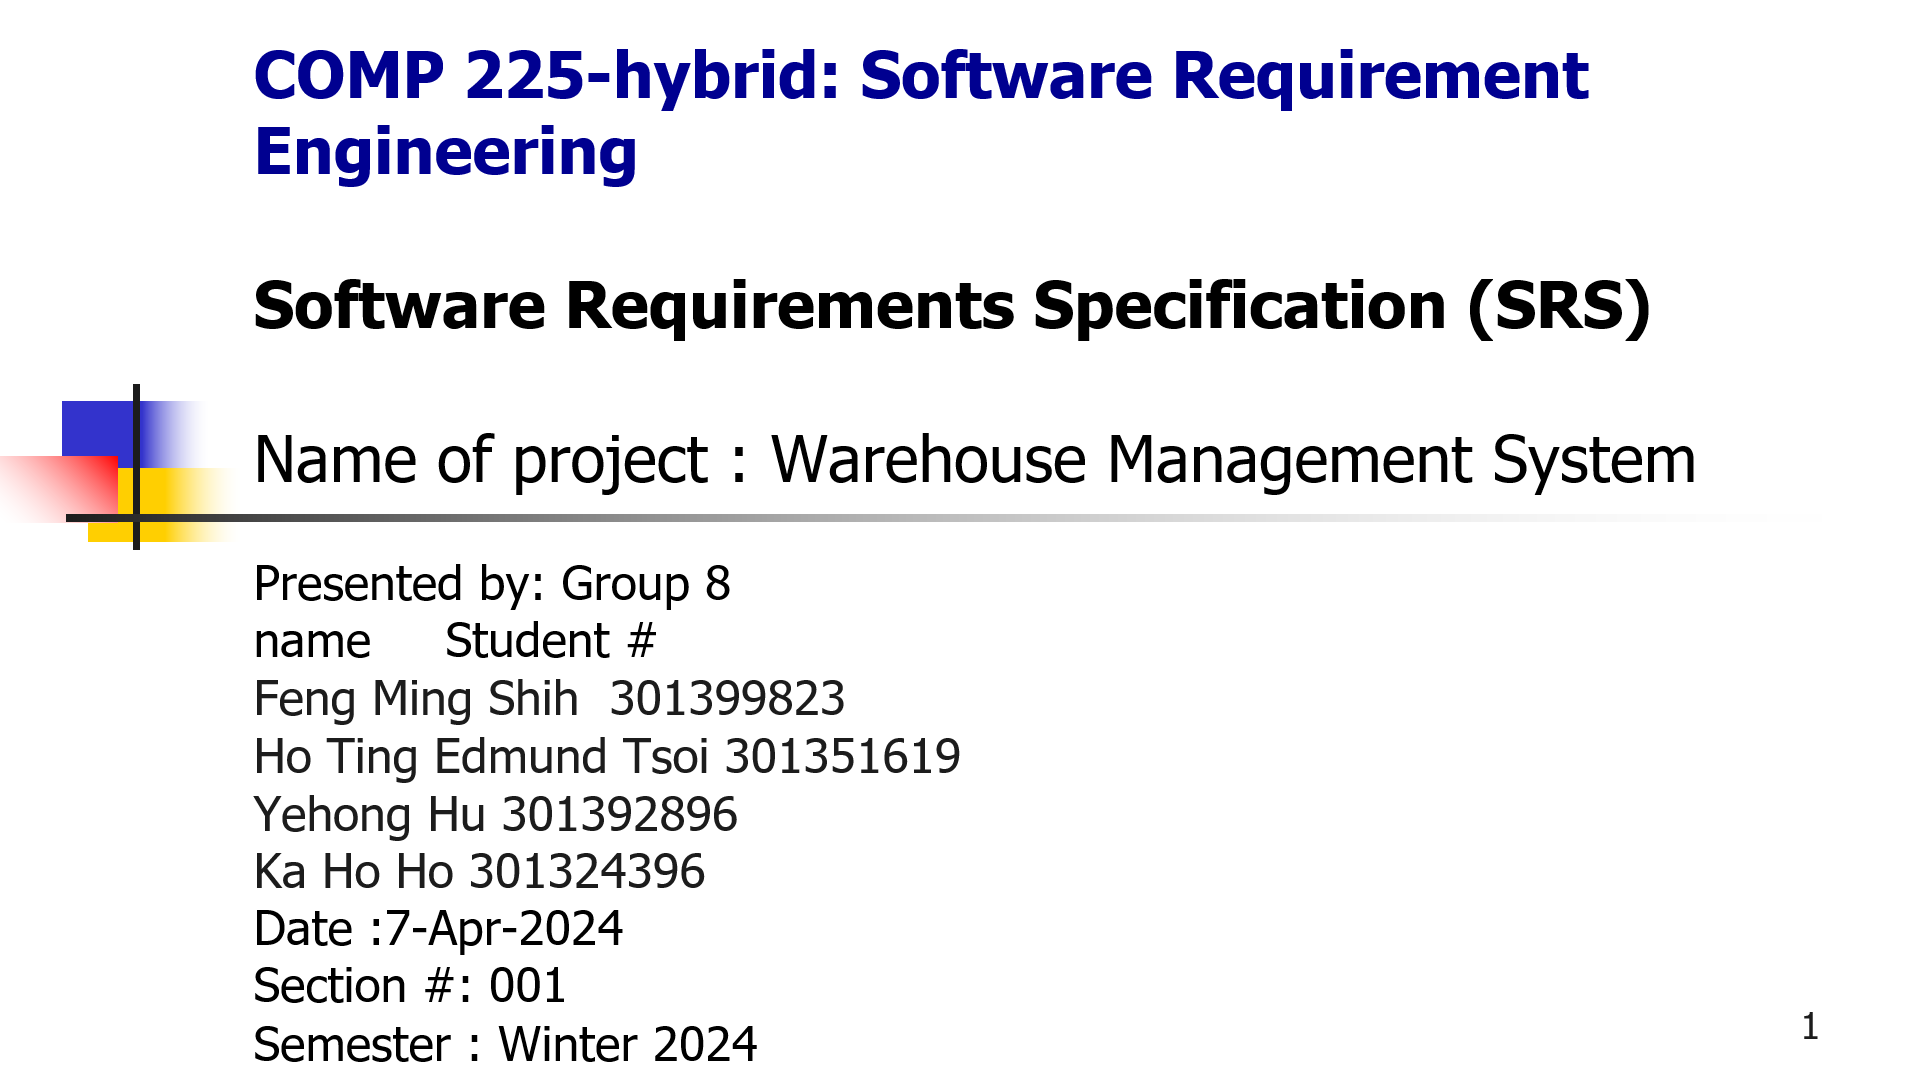 COMP 225-hybrid: Software Requirement
Engineering
Software Requirements Specification (SRS)
Name of project : Warehouse Management System
Presented by: Group 8
name Student #
Feng Ming Shih 301399823
Ho Ting Edmund Tsoi 301351619
Yehong Hu 301392896
Ka Ho Ho 301324396
Date :7-Apr-2024
Section #: 001
Semester : Winter 2024
1